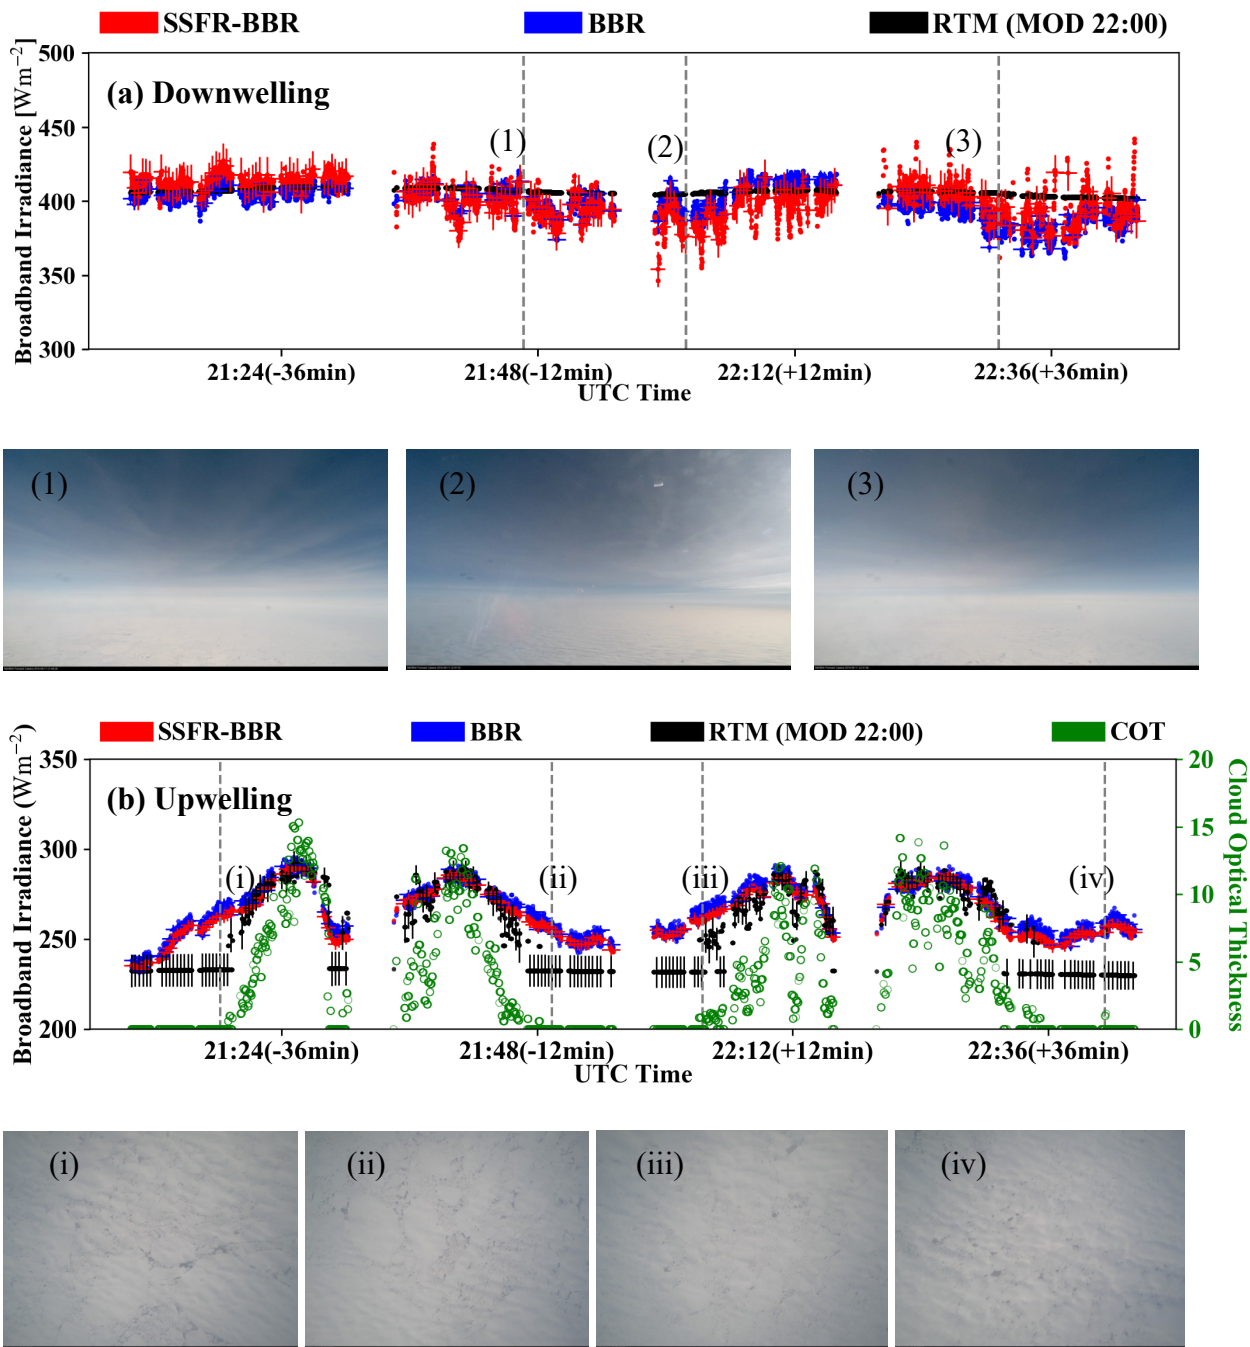 SSFR-BBR BBR RTM (MOD 22:00)
Broadband Irradiance [Wm−2]
500
450
400
350
300
(a) Downwelling
(1)
(2)
(3)
21:24(-36min) 21:48(-12min) 22:12(+12min) 22:36(+36min)
UTC Time
(1)
(2)
(3)
SSFR-BBR BBR RTM (MOD 22:00) COT
Broadband Irradiance (Wm−2)
350
300
250
200
(b) Upwelling
(i)
(ii)
(iii)
(iv)
20
15
10
5
0
Cloud Optical Thickness
21:24(-36min) 21:48(-12min) 22:12(+12min) 22:36(+36min)
UTC Time
(i)
(ii)
(iii)
(iv)